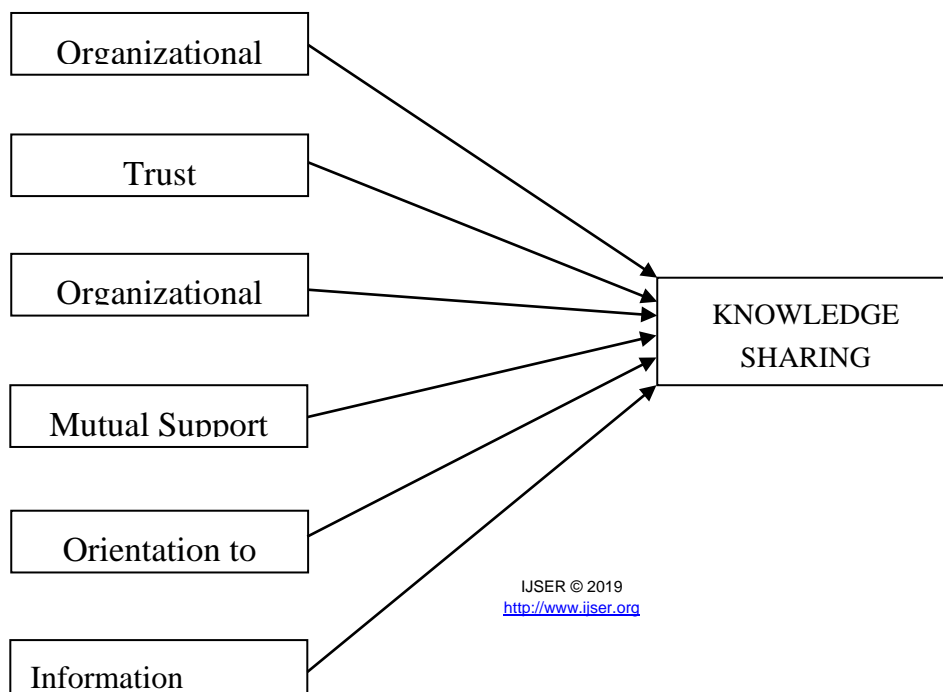 Organizational
Trust
Organizational
KNOWLEDGE
SHARING
Mutual Support
Orientation to
IJSER © 2019
http://www.ijser.org
Information